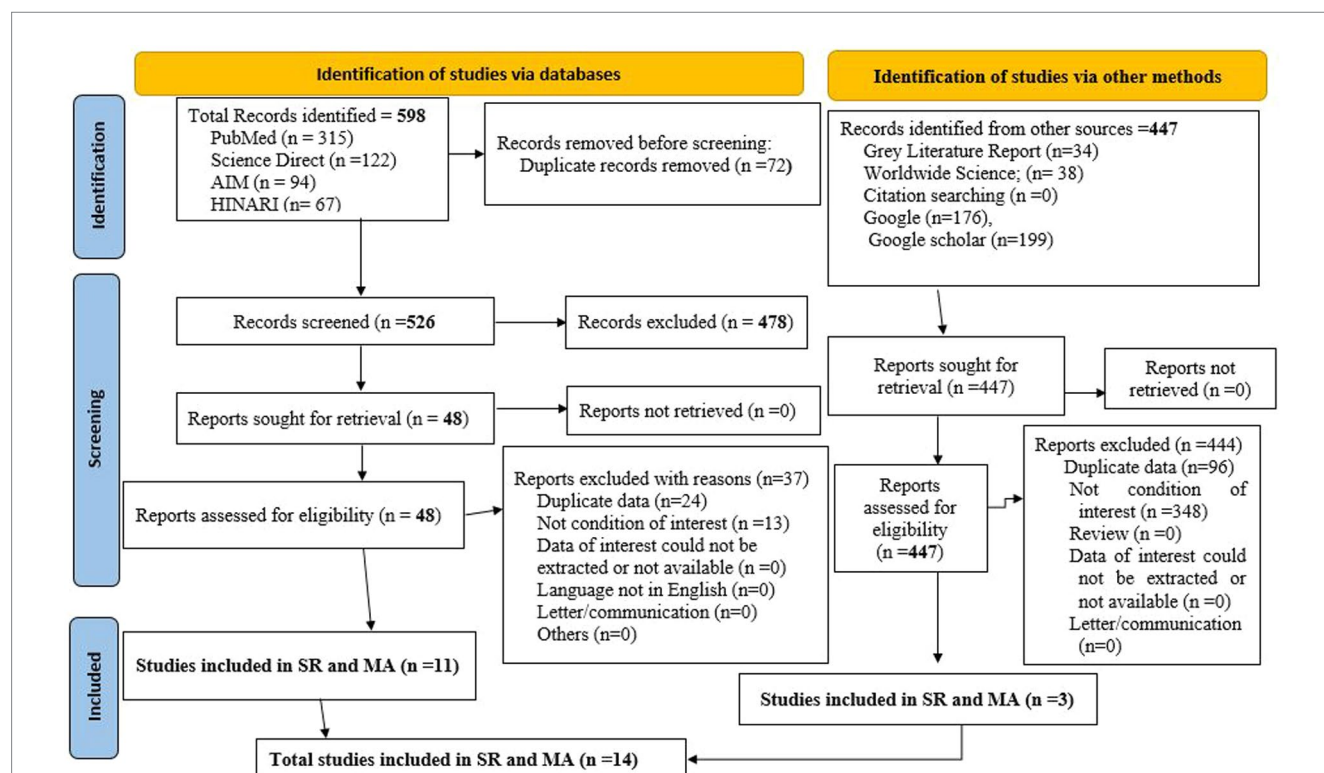 Identification of studies via databases
Identification of studies via other methods
Identification
Total Records identified = 598
PubMed (n = 315)
Science Direct (n =122)
AIM (n = 94)
HINARI (n= 67)
Records removed before screening:
Duplicate records removed (n =72)
Records identified from other sources =447
Grey Literature Report (n=34)
Worldwide Science; (n= 38)
Citation searching (n =0)
Google (n=176),
Google scholar (n=199)
Screening
Records screened (n =526
Records excluded (n = 478)
Reports sought for retrieval (n = 48)
Reports not retrieved (n =0)
Reports sought for
retrieval (n =447)
Reports not
retrieved (n =0)
Reports assessed for eligibility (n = 48)
Reports excluded with reasons (n=37)
Duplicate data (n=24)
Not condition of interest (n =13)
Data of interest could not be
extracted or not available (n =0)
Language not in English (n=0)
Letter/communication (n=0)
Others (n=0)
Reports
assessed for
eligibility
(n =447)
Reports excluded (n =444)
Duplicate data (n=96)
Not condition of
interest (n =348)
Review (n =0)
Data of interest could
not be extracted or
not available (n =0)
Letter/communication
(n=0)
Included
Studies included in SR and MA (n =11)
Studies included in SR and MA (n =3)
Total studies included in SR and MA (n =14)